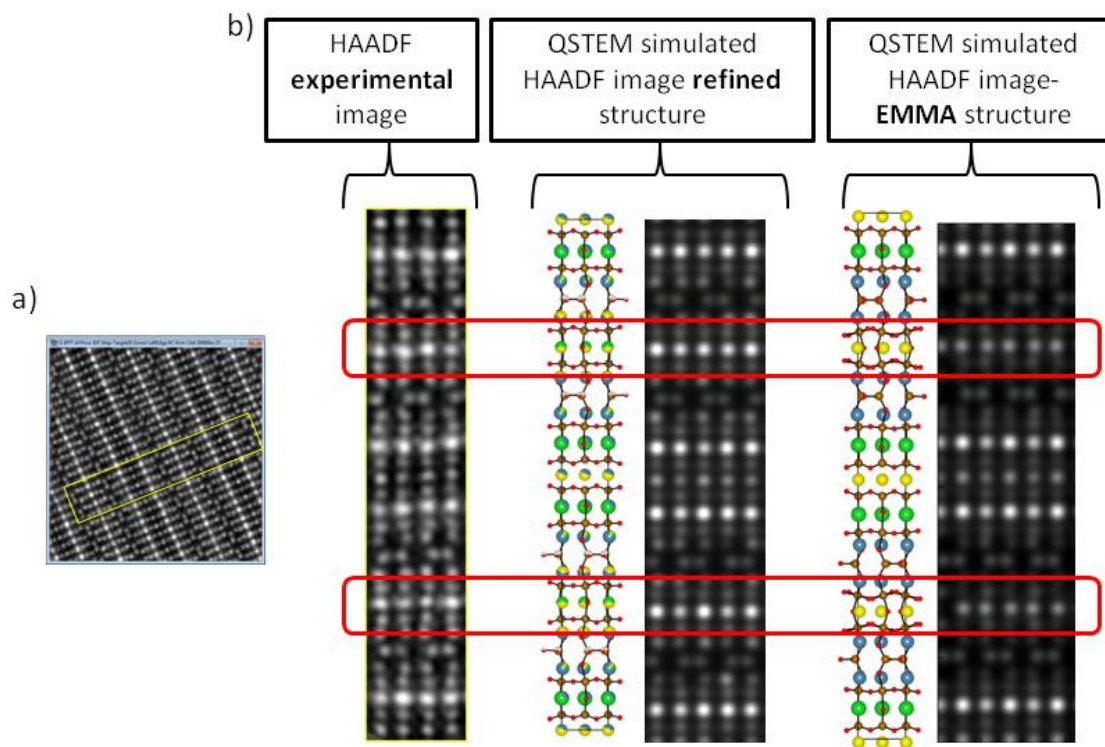 b)
HAADF
experimental
image
QSTEM simulated
HAADF image refined
structure
QSTEM simulated
HAADF image-
EMMA structure
a)